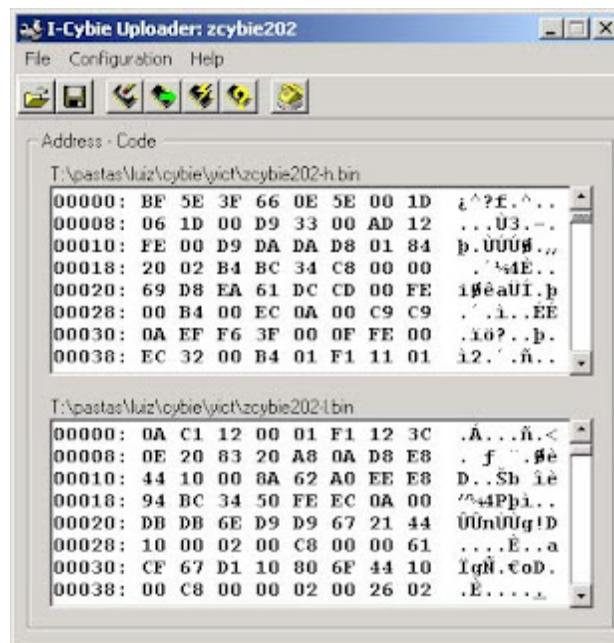 I-Cybie Uploader: zcybie202
File Configuration Help
Address - Code
T:\pastas\luiz\cybie\yict\zcybie202-h.bin
00000: BF 5E 3F 66 0E 5E 00 1D
00008: 06 1D 00 D9 33 00 AD 12
00010: FE 00 D9 DA DA D8 01 84
00018: 20 02 B4 BC 34 C8 00 00
00020: 69 D8 EA 61 DC CD 00 FE
00028: 00 B4 00 EC 0A 00 C9 C9
00030: 0A EF F6 3F 00 0F FE 00
00038: EC 32 00 B4 01 F1 11 01
T:\pastas\luiz\cybie\yict\zcybie202-l.bin
00000: 0A C1 12 00 01 F1 12 3C
00008: 0E 20 83 20 A8 0A D8 E8
00010: 44 10 00 8A 62 A0 EE E8
00018: 94 BC 34 50 FE EC 0A 00
00020: DB DB 6E D9 D9 67 21 44
00028: 10 00 02 00 C8 00 00 61
00030: CF 67 D1 10 80 6F 44 10
00038: 00 C8 00 00 02 00 26 02